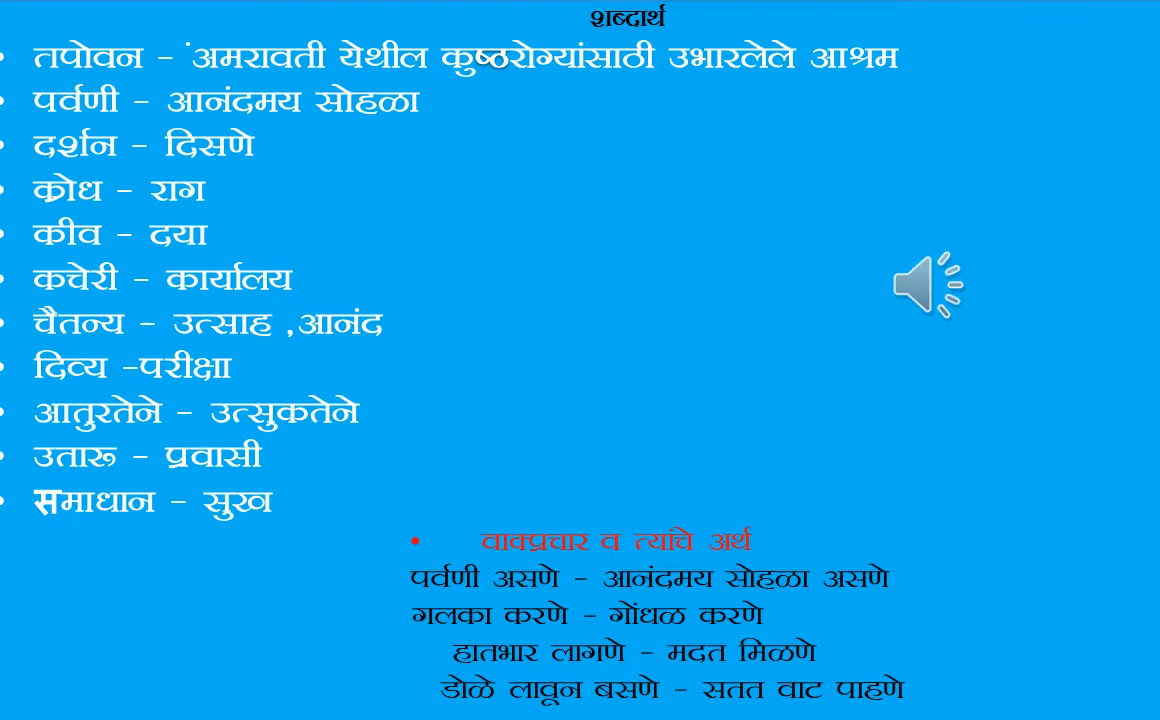 शब्दार्थ
• तपोवन - ंअमरावती येथील कुष्ठरोग्यांसाठी उभारलेले आश्रम
• पर्वणी - आनंदमय सोहळा
• दर्शन - दिसणे
• क्रोध - राग
• कीव - दया
• कचेरी - कार्यालय
• चैतन्य - उत्साह ,आनंद
• दिव्य -परीक्षा
• आतुरतेने - उत्सुकतेने
• उतारू - प्रवासी
• समाधान - सुख
• वाक्प्रचार व त्यांचे अर्थ
पर्वणी असणे - आनंदमय सोहळा असणे
गलका करणे - गोंधळ करणे
हातभार लागणे - मदत मिळणे
डोळे लावून बसणे - सतत वाट पाहणे